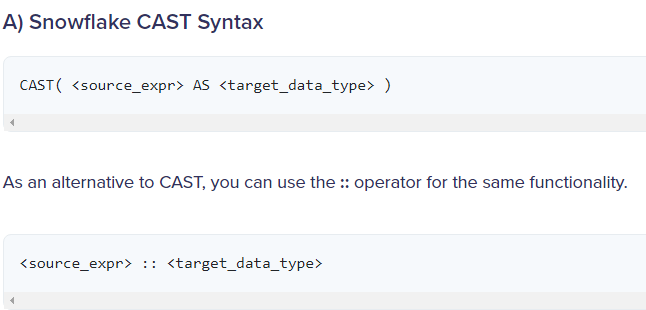 A) Snowflake CAST Syntax
CAST( <source_expr> AS <target_data_type> )
As an alternative to CAST, you can use the :: operator for the same functionality.
<source_expr> :: <target_data_type>